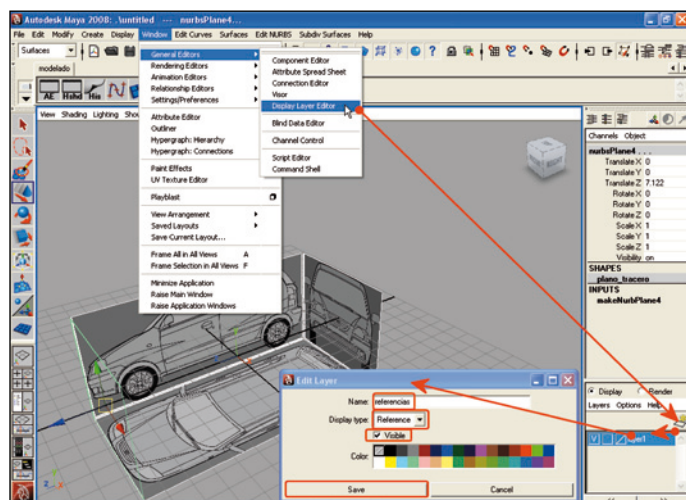 Autodesk Maya 2008: .\untitled --- nurbsPlane4...
File Edit Modify Create Display Window Edit Curves Surfaces Edit NURBS Subdiv Surfaces Help
Surfaces
modelado
AE Hshd His
View Shading Lighting
General Editors
Rendering Editors
Animation Editors
Relationship Editors
Settings/Preferences
Attribute Editor
Outliner
Hypergraph: Hierarchy
Hypergraph: Connections
Paint Effects
UV Texture Editor
Playblast
View Arrangement
Saved Layouts
Save Current Layout...
Frame All in All Views A
Frame Selection in All Views F
Minimize Application
Raise Main Window
Raise Application Windows
Component Editor
Attribute Spread Sheet
Connection Editor
Visor
Display Layer Editor
Blind Data Editor
Channel Control
Script Editor
Command Shell
Channels Object
nurbsPlane4 . . .
Translate X 0
Translate Y 0
Translate Z 7.122
Rotate X 0
Rotate Y 0
Rotate Z 0
Scale X 1
Scale Y 1
Scale Z 1
Visibility on
SHAPES
plano_tracero
INPUTS
makeNurbPlane4
Display Render
Layers Options Help
V layer1
Edit Layer
Name: referencias
Display type: Reference
Visible
Color:
Save Cancel